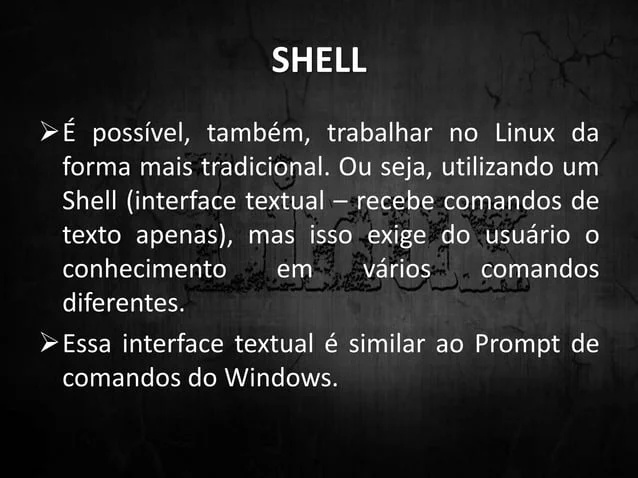 SHELL
➢É possível, também, trabalhar no Linux da
forma mais tradicional. Ou seja, utilizando um
Shell (interface textual – recebe comandos de
texto apenas), mas isso exige do usuário o
conhecimento em vários comandos
diferentes.
➢Essa interface textual é similar ao Prompt de
comandos do Windows.
Linux